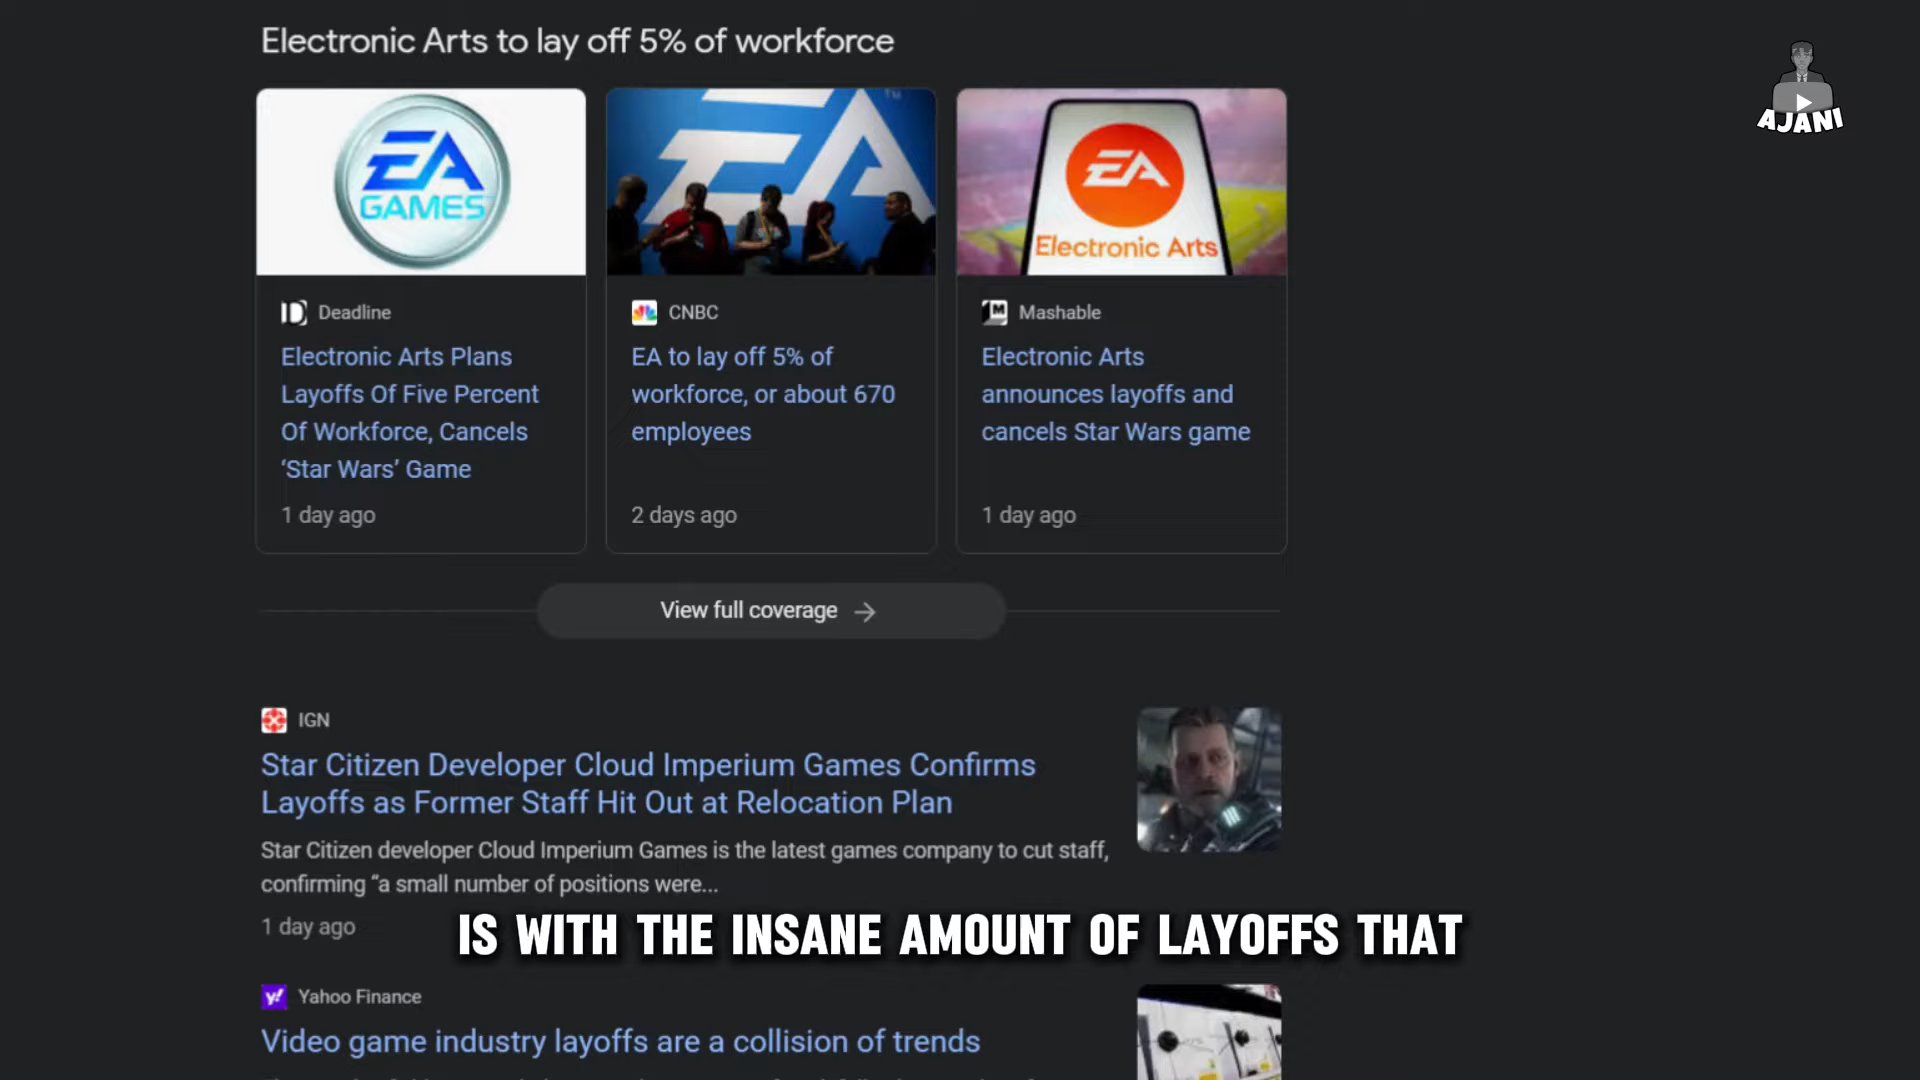 Electronic Arts to lay off 5% of workforce
AJANI
EA
GAMES
EA
EA
Electronic Arts
Deadline
Electronic Arts Plans
Layoffs Of Five Percent
Of Workforce, Cancels
‘Star Wars’ Game
1 day ago
CNBC
EA to lay off 5% of
workforce, or about 670
employees
2 days ago
Mashable
Electronic Arts
announces layoffs and
cancels Star Wars game
1 day ago
View full coverage
IGN
Star Citizen Developer Cloud Imperium Games Confirms
Layoffs as Former Staff Hit Out at Relocation Plan
Star Citizen developer Cloud Imperium Games is the latest games company to cut staff,
confirming “a small number of positions were...
1 day ago
IS WITH THE INSANE AMOUNT OF LAYOFFS THAT
Yahoo Finance
Video game industry layoffs are a collision of trends